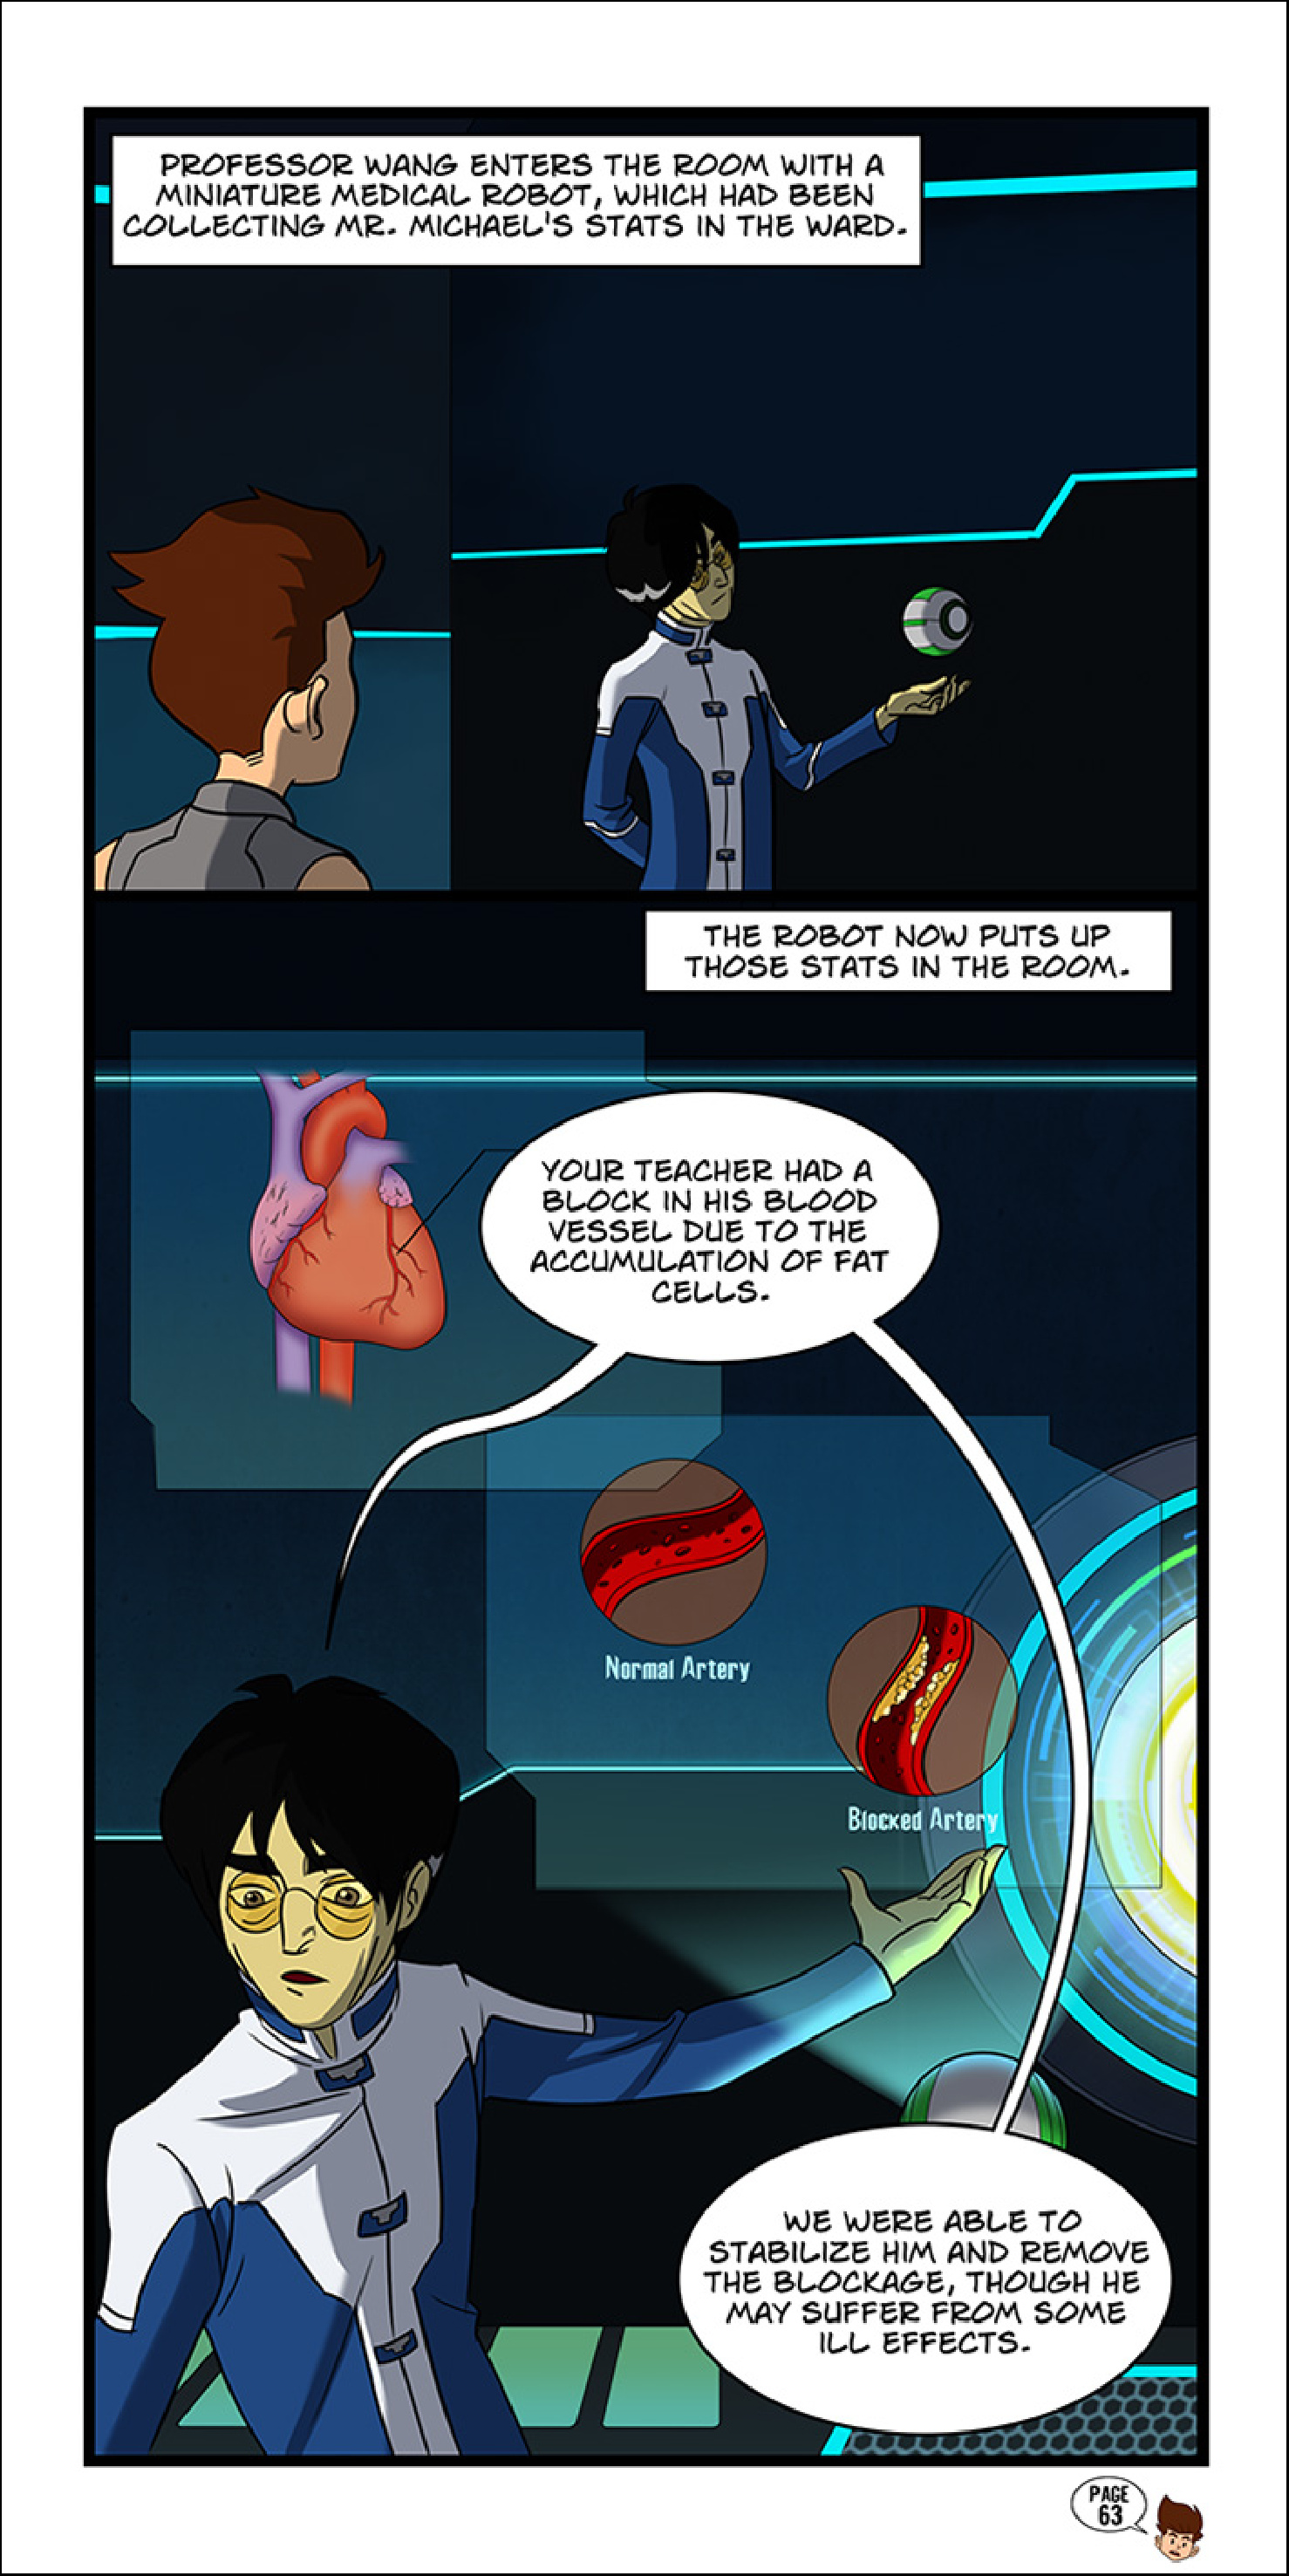 PROFESSOR WANG ENTERS THE ROOM WITH A
MINIATURE MEDICAL ROBOT, WHICH HAD BEEN
COLLECTING MR. MICHAEL'S STATS IN THE WARD.
THE ROBOT NOW PUTS UP
THOSE STATS IN THE ROOM.
YOUR TEACHER HAD A
BLOCK IN HIS BLOOD
VESSEL DUE TO THE
ACCUMULATION OF FAT
CELLS.
Normal Artery
Blocked Artery
WE WERE ABLE TO
STABILIZE HIM AND REMOVE
THE BLOCKAGE, THOUGH HE
MAY SUFFER FROM SOME
ILL EFFECTS.
PAGE
63